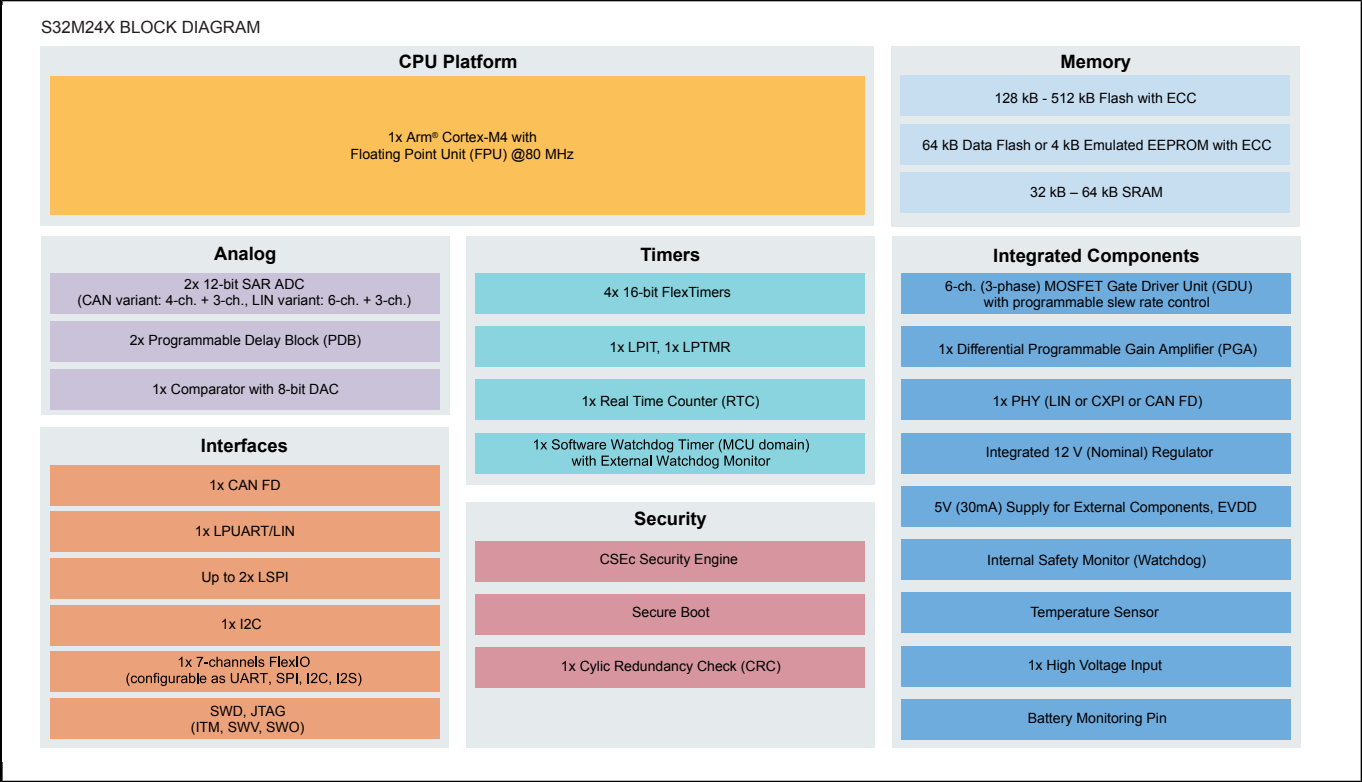 S32M24X BLOCK DIAGRAM
CPU Platform
1x Arm® Cortex-M4 with
Floating Point Unit (FPU) @80 MHz
Memory
128 kB - 512 kB Flash with ECC
64 kB Data Flash or 4 kB Emulated EEPROM with ECC
32 kB – 64 kB SRAM
Analog
2x 12-bit SAR ADC
(CAN variant: 4-ch. + 3-ch., LIN variant: 6-ch. + 3-ch.)
2x Programmable Delay Block (PDB)
1x Comparator with 8-bit DAC
Interfaces
1x CAN FD
1x LPUART/LIN
Up to 2x LSPI
1x I2C
1x 7-channels FlexIO
(configurable as UART, SPI, I2C, I2S)
SWD, JTAG
(ITM, SWV, SWO)
Timers
4x 16-bit FlexTimers
1x LPIT, 1x LPTMR
1x Real Time Counter (RTC)
1x Software Watchdog Timer (MCU domain)
with External Watchdog Monitor
Security
CSEc Security Engine
Secure Boot
1x Cylic Redundancy Check (CRC)
Integrated Components
6-ch. (3-phase) MOSFET Gate Driver Unit (GDU)
with programmable slew rate control
1x Differential Programmable Gain Amplifier (PGA)
1x PHY (LIN or CXPI or CAN FD)
Integrated 12 V (Nominal) Regulator
5V (30mA) Supply for External Components, EVDD
Internal Safety Monitor (Watchdog)
Temperature Sensor
1x High Voltage Input
Battery Monitoring Pin